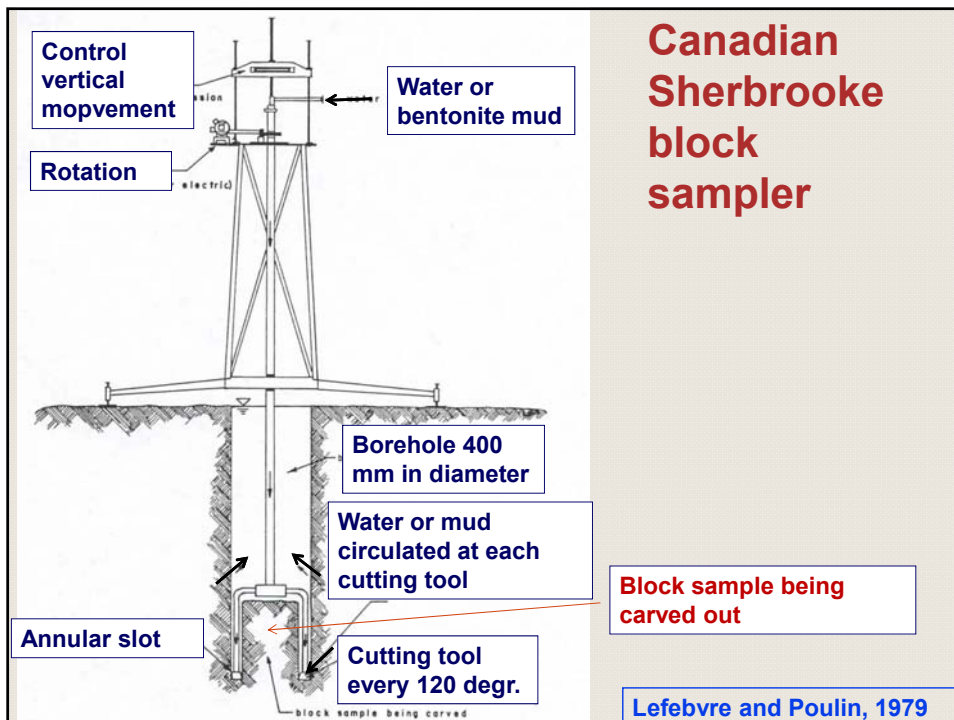 Canadian
Sherbrooke
block
sampler
Control
vertical
mopvement
ssion
Water or
bentonite mud
Rotation
r electric)
Borehole 400
mm in diameter
Water or mud
circulated at each
cutting tool
Block sample being
carved out
Annular slot
Cutting tool
every 120 degr.
block sample being carved
Lefebvre and Poulin, 1979